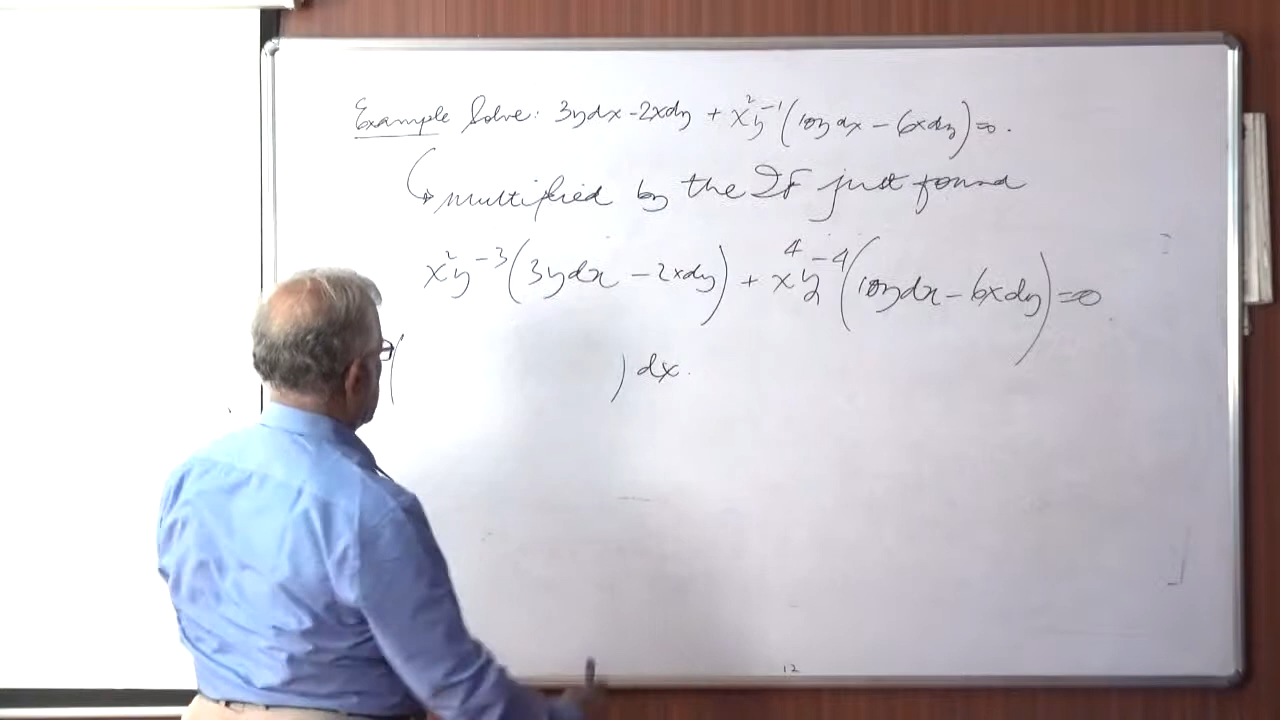 Example Solve: 3ydx - 2xdy + x²y⁻¹(10ydx - 6xdy) = 0.
multiplied by the IF just found
x²y⁻³(3ydx - 2xdy) + x⁴y⁻⁴(10ydx - 6xdy) = 0
( ) dx.
12